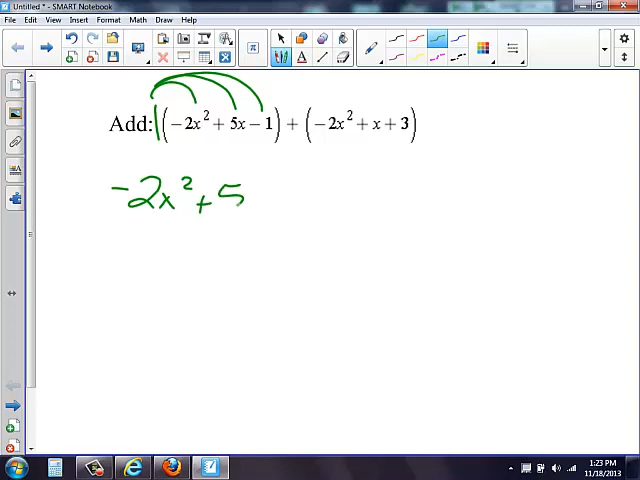 Untitled * - SMART Notebook
File Edit View Insert Format Math Draw Help
Add: 1(−2x² + 5x − 1) + (−2x² + x + 3)
-2x² + 5
1:23 PM
11/18/2013